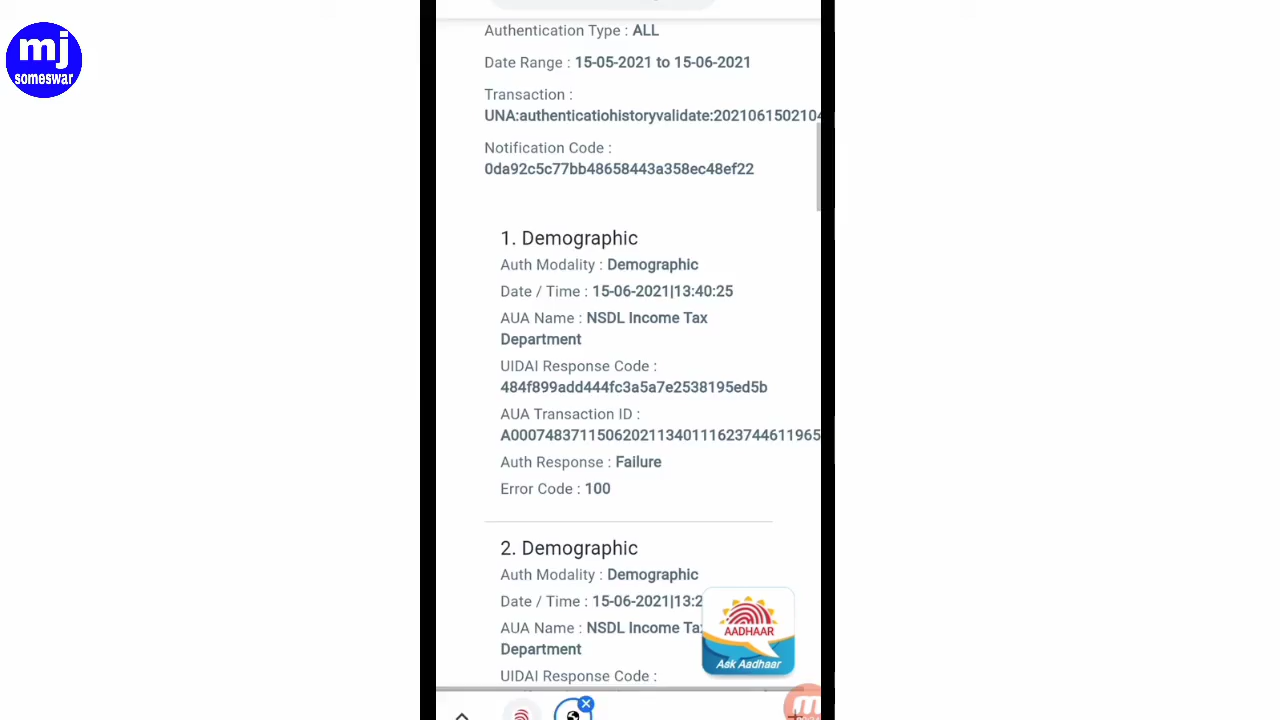 mj
someswar
Authentication Type : ALL
Date Range : 15-05-2021 to 15-06-2021
Transaction :
UNA:authenticatiohistoryvalidate:2021061502104
Notification Code :
0da92c5c77bb48658443a358ec48ef22
1. Demographic
Auth Modality : Demographic
Date / Time : 15-06-2021|13:40:25
AUA Name : NSDL Income Tax
Department
UIDAI Response Code :
484f899add444fc3a5a7e2538195ed5b
AUA Transaction ID :
A00074837115062021134011162374461 1965
Auth Response : Failure
Error Code : 100
2. Demographic
Auth Modality : Demographic
Date / Time : 15-06-2021|13:2
AUA Name : NSDL Income Tax
Department
UIDAI Response Code :
AADHAAR
Ask Aadhaar